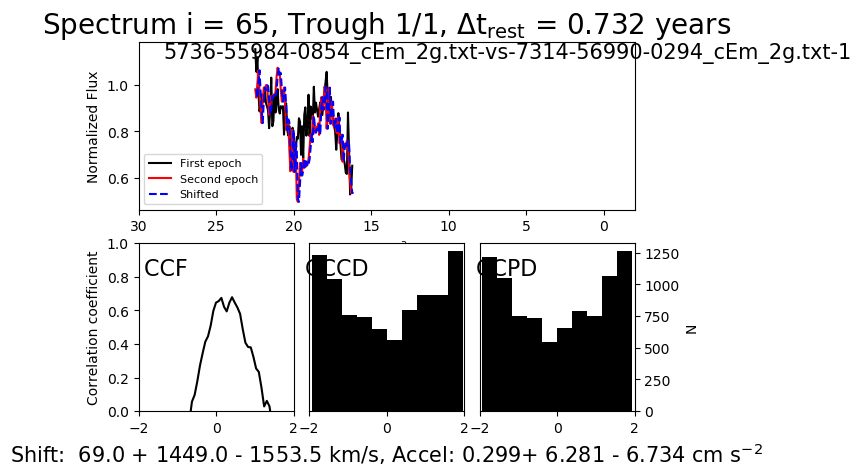 Spectrum i = 65, Trough 1/1, Δt_rest = 0.732 years
5736-55984-0854_cEm_2g.txt-vs-7314-56990-0294_cEm_2g.txt-1
Normalized Flux
1.0
0.8
0.6
First epoch
Second epoch
Shifted
30 25 20 15 10 5 0
Correlation coefficient
1.0
0.8
0.6
0.4
0.2
0.0
CCF
CCCD
CCPD
1250
1000
750
500
250
0
N
−2 0 2 −2 0 2 −2 0 2
Shift: 69.0 + 1449.0 - 1553.5 km/s, Accel: 0.299+ 6.281 - 6.734 cm s⁻²